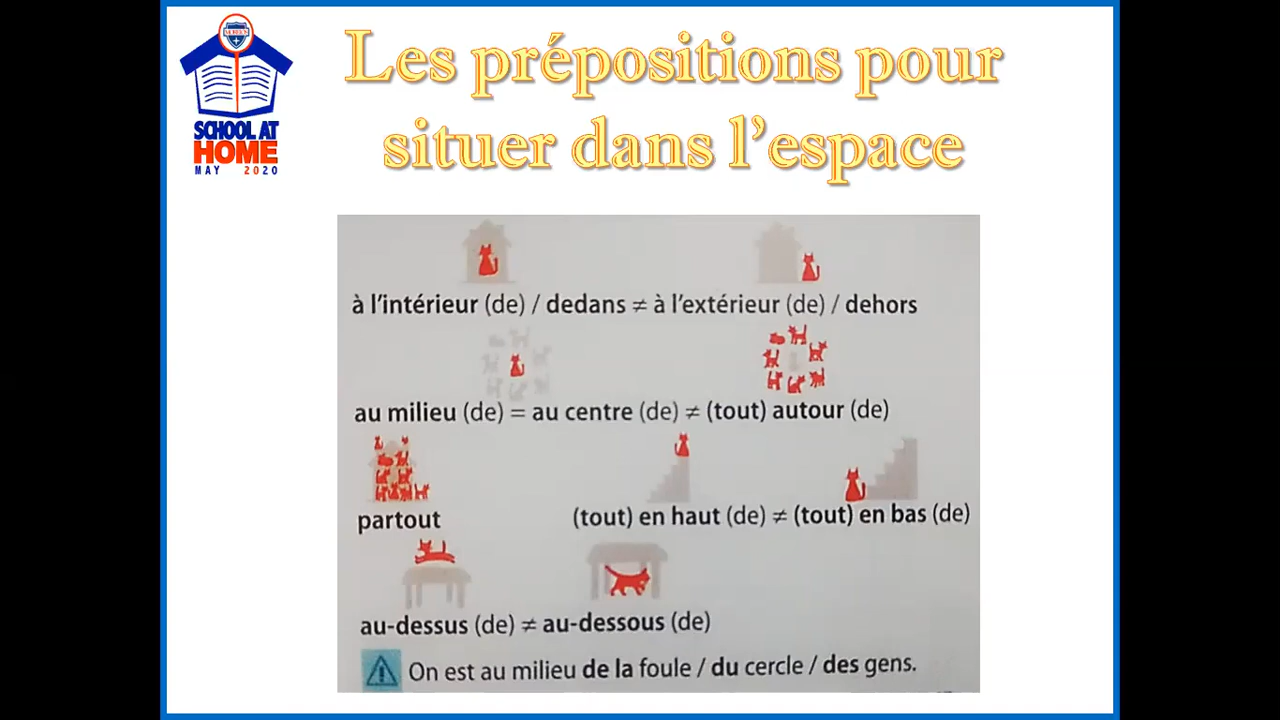 SCHOOL AT
HOME
MAY 2020
Les prépositions pour
situer dans l'espace
à l'intérieur (de) / dedans ≠ à l'extérieur (de) / dehors
au milieu (de) = au centre (de) ≠ (tout) autour (de)
partout
(tout) en haut (de) ≠ (tout) en bas (de)
au-dessus (de) ≠ au-dessous (de)
On est au milieu de la foule / du cercle / des gens.